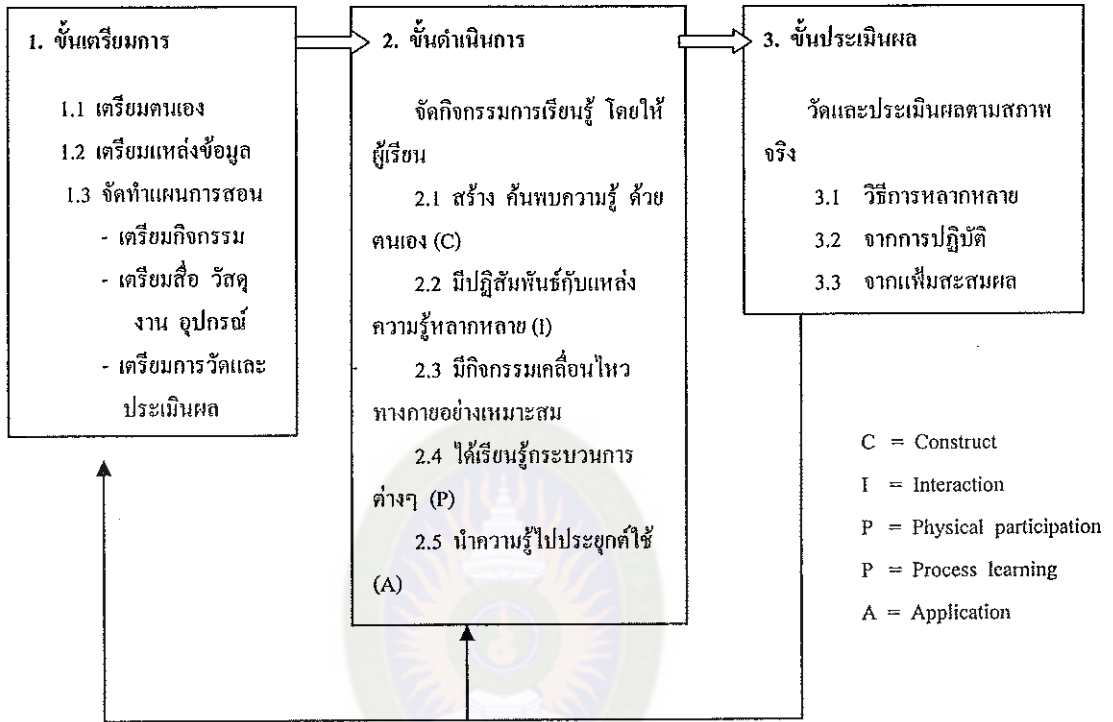 1. ขั้นเตรียมการ
1.1 เตรียมตนเอง
1.2 เตรียมแหล่งข้อมูล
1.3 จัดทำแผนการสอน
- เตรียมกิจกรรม
- เตรียมสื่อ วัสดุ
งาน อุปกรณ์
- เตรียมการวัดและ
ประเมินผล
2. ขั้นดำเนินการ
จัดกิจกรรมการเรียนรู้ โดยให้
ผู้เรียน
2.1 สร้าง ค้นพบความรู้ ด้วย
ตนเอง (C)
2.2 มีปฏิสัมพันธ์กับแหล่ง
ความรู้หลากหลาย (I)
2.3 มีกิจกรรมเคลื่อนไหว
ทางกายอย่างเหมาะสม
2.4 ได้เรียนรู้กระบวนการ
ต่างๆ (P)
2.5 นำความรู้ไปประยุกต์ใช้
(A)
3. ขั้นประเมินผล
วัดและประเมินผลตามสภาพ
จริง
3.1 วิธีการหลากหลาย
3.2 จากการปฏิบัติ
3.3 จากแฟ้มสะสมผล
C = Construct
I = Interaction
P = Physical participation
P = Process learning
A = Application